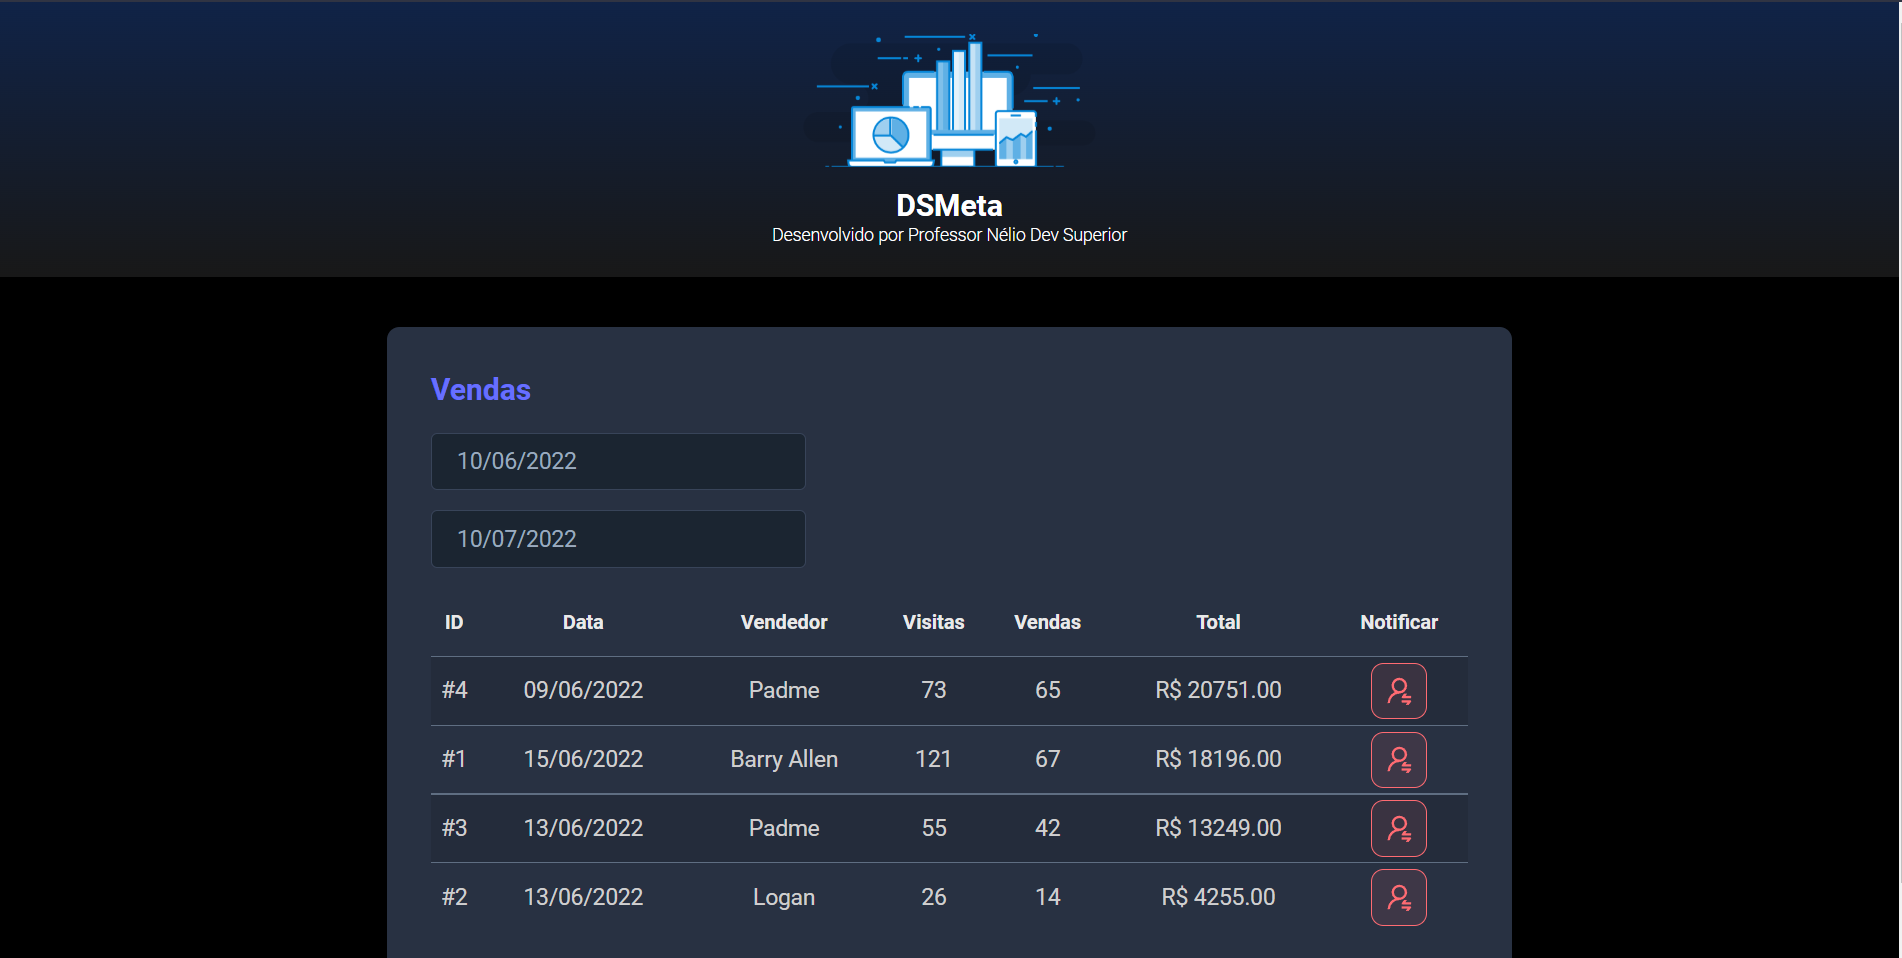 DSMeta
Desenvolvido por Professor Nélio Dev Superior
Vendas
10/06/2022
10/07/2022
ID Data Vendedor Visitas Vendas Total Notificar
#4 09/06/2022 Padme 73 65 R$ 20751.00
#1 15/06/2022 Barry Allen 121 67 R$ 18196.00
#3 13/06/2022 Padme 55 42 R$ 13249.00
#2 13/06/2022 Logan 26 14 R$ 4255.00